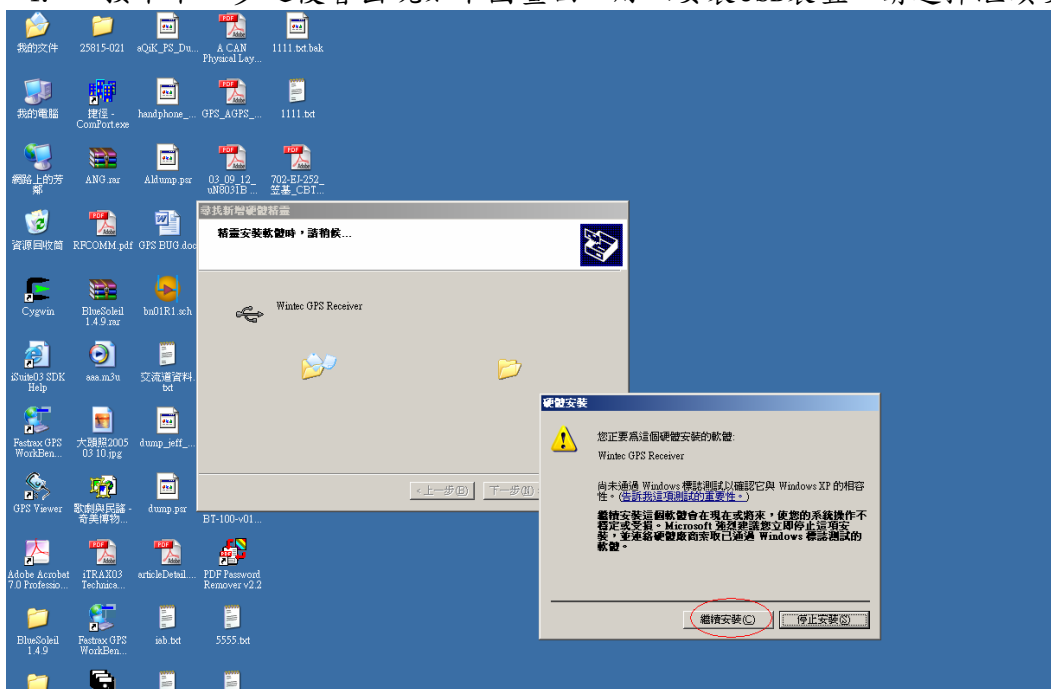 我的文件
25815-021
aQiK_PS_Du...
A CAN
Physical Lay...
1111.txt.bak
我的電腦
捷徑 -
ComPort.exe
handphone_...
GPS_AGPS_...
1111.txt
網路上的芳
鄰
ANG.rar
Aldump.psr
03_09_12_
uN8031B ...
702-EJ-252_
笠基_CBT...
資源回收筒
RFCOMM.pdf
GPS BUG.doc
尋找新增硬體精靈
精靈安裝軟體時，請稍候...
Wintec GPS Receiver
<上一步(B)
下一步(N)
Cygwin
BlueSoleil
1.4.9.rar
bn01R1.sch
iSuite03 SDK
Help
aaa.m3u
交流道資料.
txt
Fastrax GPS
WorkBen...
大頭照2005
03 10.jpg
dump_jeff_...
GPS Viewer
歌劇與民謠 -
奇美博物...
dump.psr
BT-100-v01...
硬體安裝
您正要為這個硬體安裝的軟體:
Wintec GPS Receiver
尚未通過 Windows 標誌測試以確認它與 Windows XP 的相容
性。(告訴我這項測試的重要性。)
繼續安裝這個軟體會在現在或將來，使您的系統操作不
穩定或受損。Microsoft 強烈建議您立即停止這項安
裝，並連絡硬體廠商索取已通過 Windows 標誌測試的
軟體。
繼續安裝(C)
停止安裝(S)
Adobe Acrobat
7.0 Professio...
iTRAX03
Technica...
articleDetail...
PDF Password
Remover v2.2
BlueSoleil
1.4.9
Fastrax GPS
WorkBen...
iab.txt
5555.txt